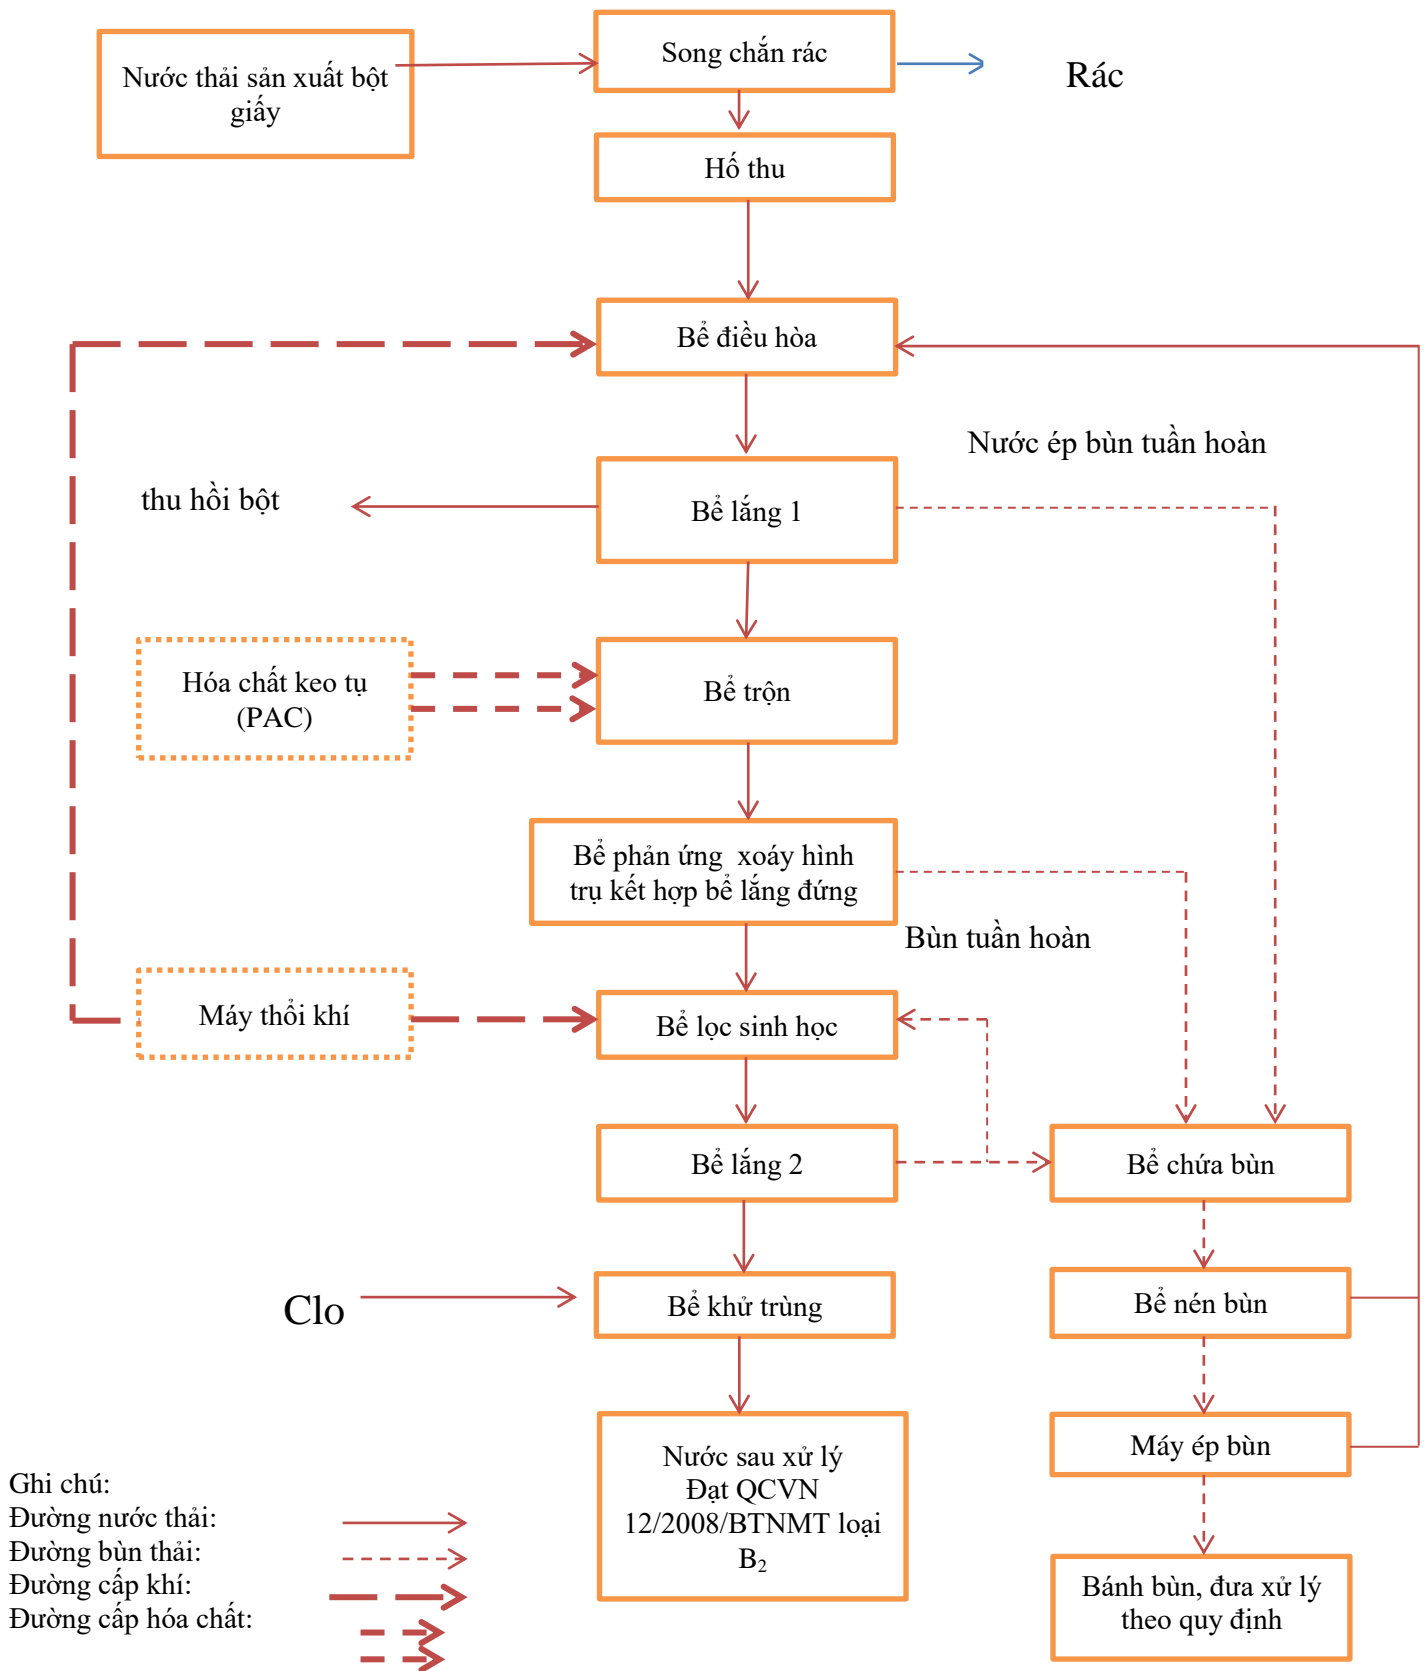 Nước thải sản xuất bột
giấy
Song chắn rác
Rác
Hố thu
Bể điều hòa
Nước ép bùn tuần hoàn
thu hồi bột
Bể lắng 1
Hóa chất keo tụ
(PAC)
Bể trộn
Bể phản ứng  xoáy hình
trụ kết hợp bể lắng đứng
Bùn tuần hoàn
Máy thổi khí
Bể lọc sinh học
Bể lắng 2
Bể chứa bùn
Clo
Bể khử trùng
Bể nén bùn
Nước sau xử lý
Đạt QCVN
12/2008/BTNMT loại
B₂
Máy ép bùn
Bánh bùn, đưa xử lý
theo quy định
Ghi chú:
Đường nước thải:
Đường bùn thải:
Đường cấp khí:
Đường cấp hóa chất: